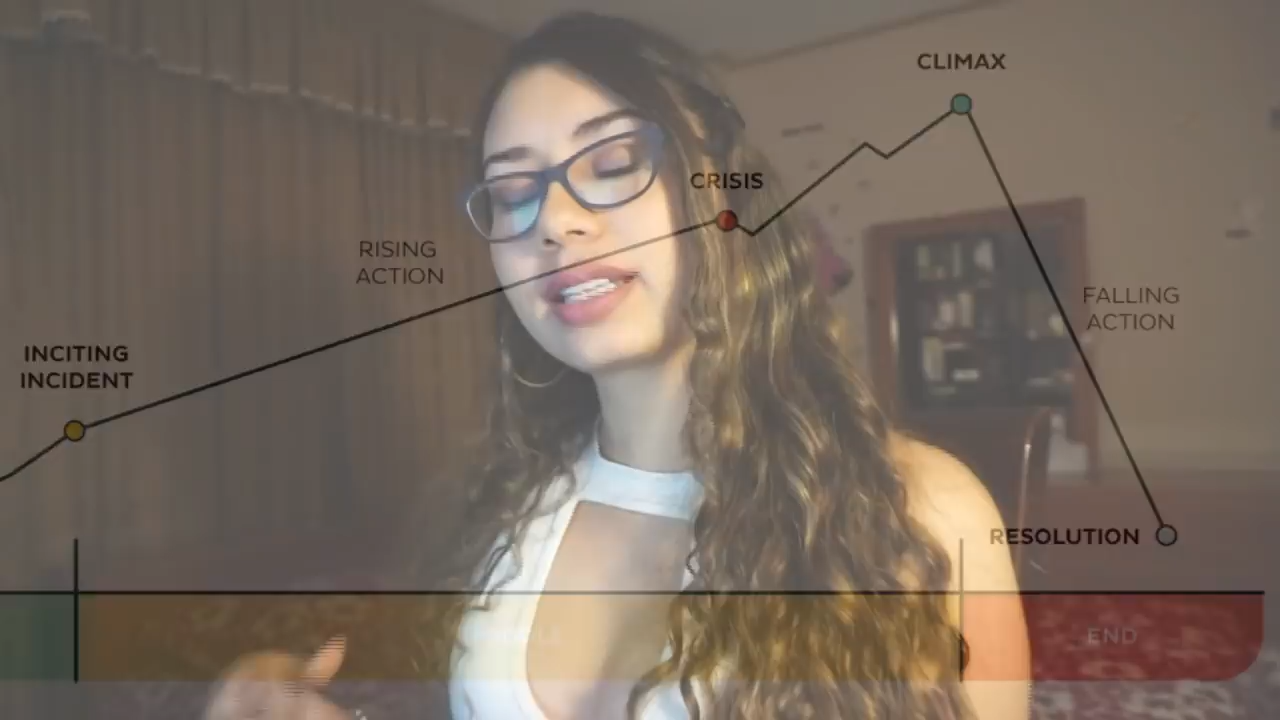 CLIMAX
CRISIS
RISING
ACTION
FALLING
ACTION
INCITING
INCIDENT
RESOLUTION
END